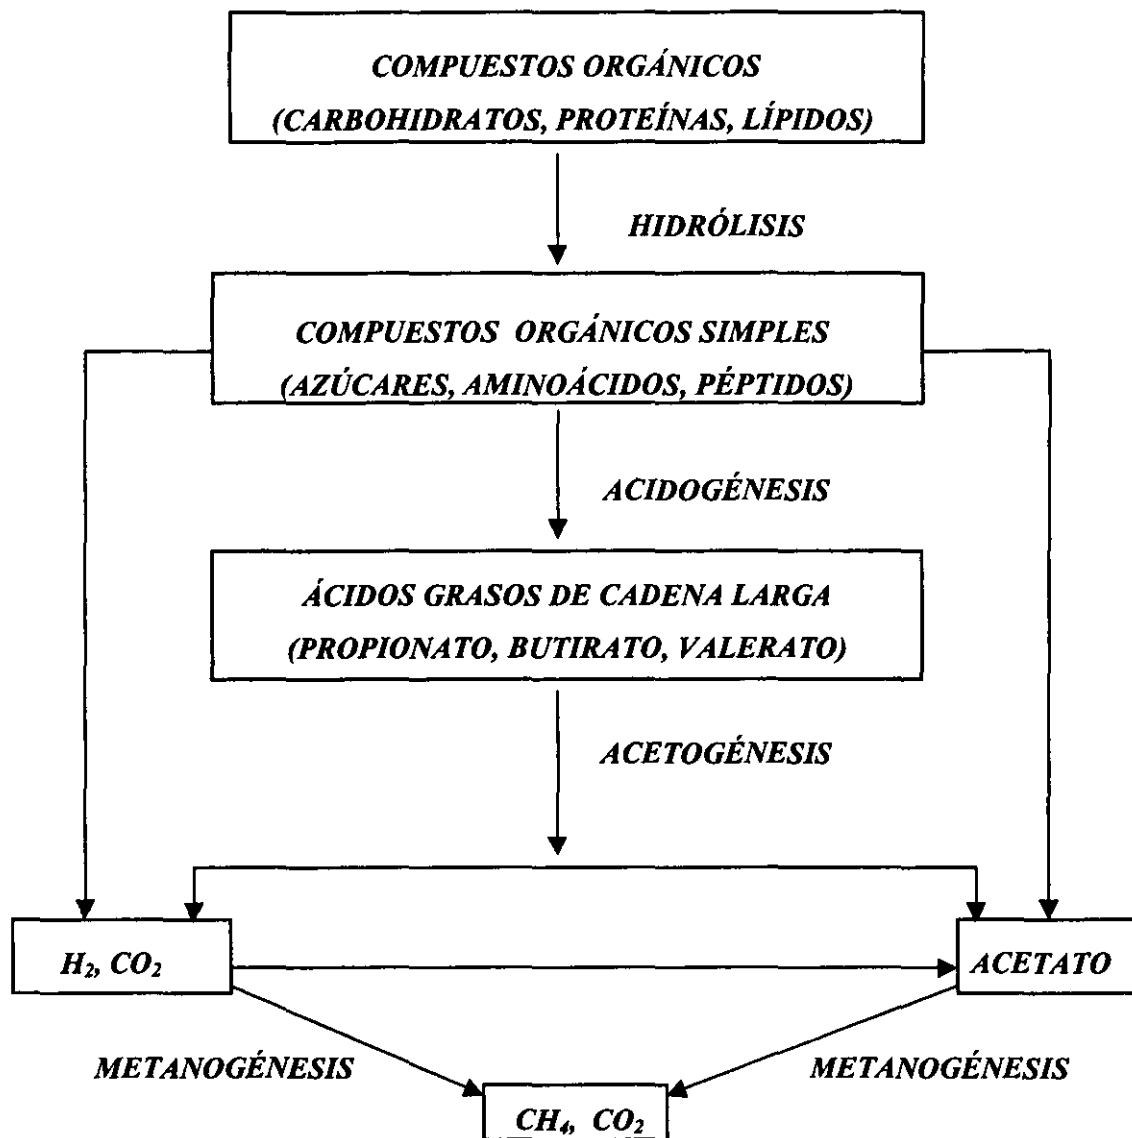 COMPUESTOS ORGÁNICOS
(CARBOHIDRATOS, PROTEÍNAS, LÍPIDOS)
HIDRÓLISIS
COMPUESTOS ORGÁNICOS SIMPLES
(AZÚCARES, AMINOÁCIDOS, PÉPTIDOS)
ACIDOGÉNESIS
ÁCIDOS GRASOS DE CADENA LARGA
(PROPIONATO, BUTIRATO, VALERATO)
ACETOGÉNESIS
H₂, CO₂
ACETATO
METANOGÉNESIS
METANOGÉNESIS
CH₄, CO₂